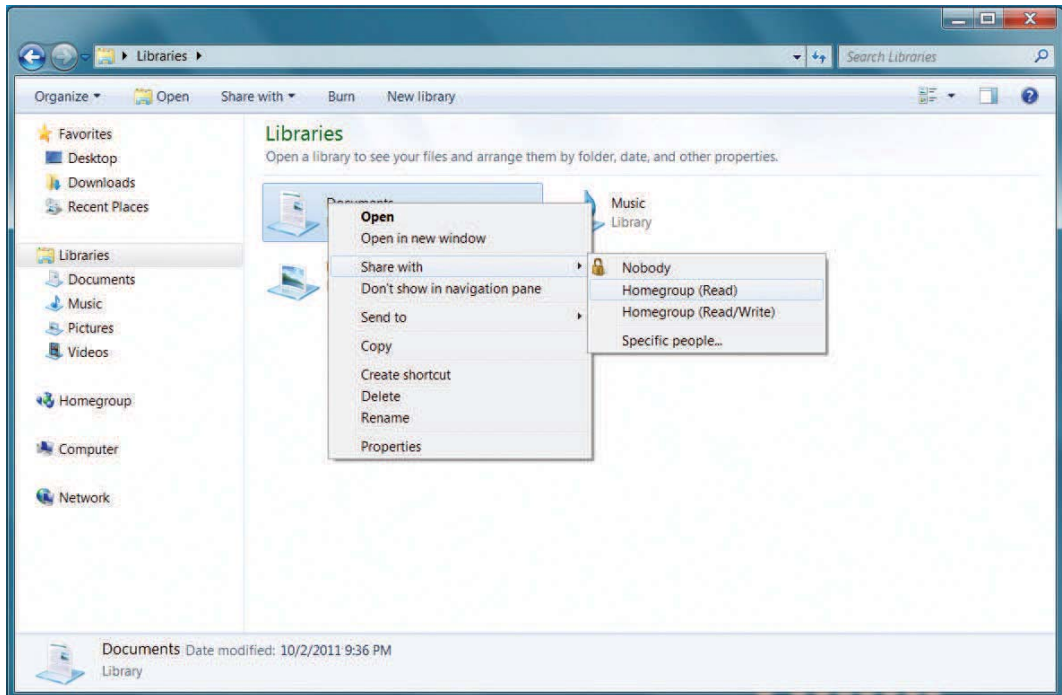 Libraries
Search Libraries
Organize Open Share with Burn New library
Favorites
Desktop
Downloads
Recent Places
Libraries
Documents
Music
Pictures
Videos
Homegroup
Computer
Network
Libraries
Open a library to see your files and arrange them by folder, date, and other properties.
Documents
Music
Library
Open
Open in new window
Share with
Don't show in navigation pane
Send to
Copy
Create shortcut
Delete
Rename
Properties
Nobody
Homegroup (Read)
Homegroup (Read/Write)
Specific people...
Documents Date modified: 10/2/2011 9:36 PM
Library